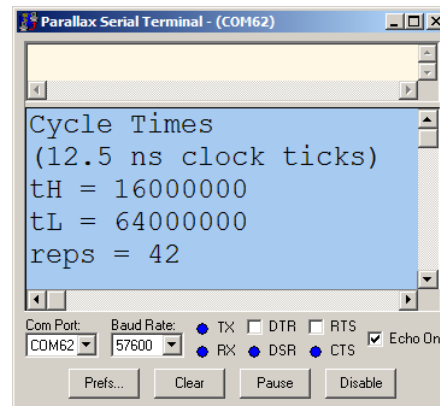 Parallax Serial Terminal - (COM62)
Cycle Times
(12.5 ns clock ticks)
tH = 16000000
tL = 64000000
reps = 42
Com Port: Baud Rate: TX DTR RTS
COM62 57600 RX DSR CTS Echo On
Prefs... Clear Pause Disable